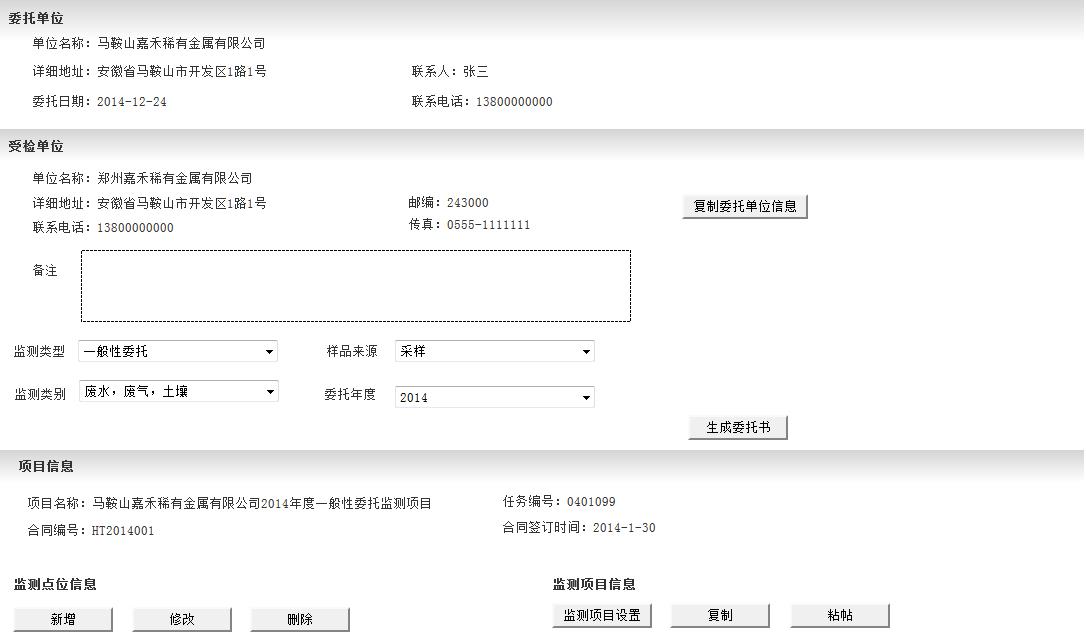 委托单位
单位名称：马鞍山嘉禾稀有金属有限公司
详细地址：安徽省马鞍山市开发区1路1号 联系人：张三
委托日期：2014-12-24 联系电话：13800000000
受检单位
单位名称：郑州嘉禾稀有金属有限公司
详细地址：安徽省马鞍山市开发区1路1号 邮编：243000 复制委托单位信息
联系电话：13800000000 传真：0555-1111111
备注
监测类型 一般性委托 样品来源 采样
监测类别 废水，废气，土壤 委托年度 2014
生成委托书
项目信息
项目名称：马鞍山嘉禾稀有金属有限公司2014年度一般性委托监测项目 任务编号：0401099
合同编号：HT2014001 合同签订时间：2014-1-30
监测点位信息 监测项目信息
新增 修改 删除 监测项目设置 复制 粘帖